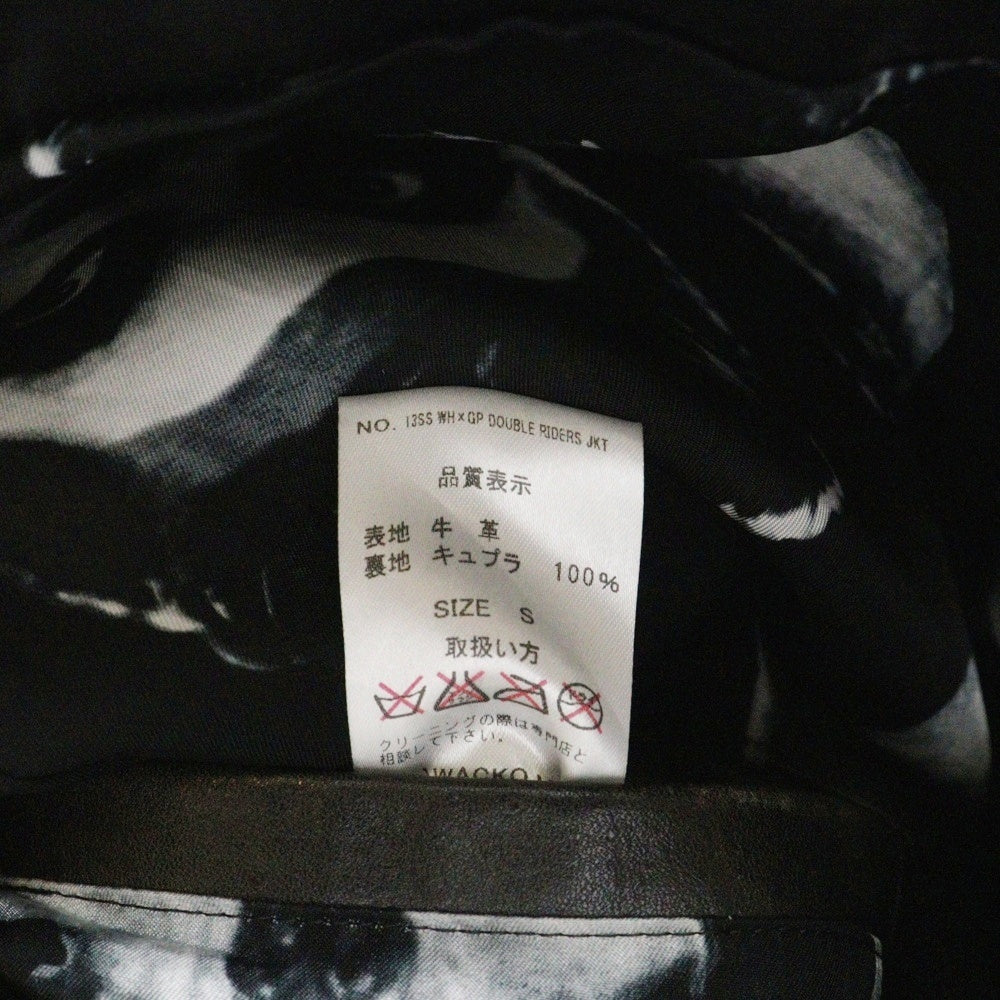 NO. 13SS WH×GP DOUBLE RIDERS JKT
品質表示
表地 牛 革
裏地 キュプラ 100%
SIZE S
取扱い方
クリーニングの際は専門店と
相談して下さい。
WACKO